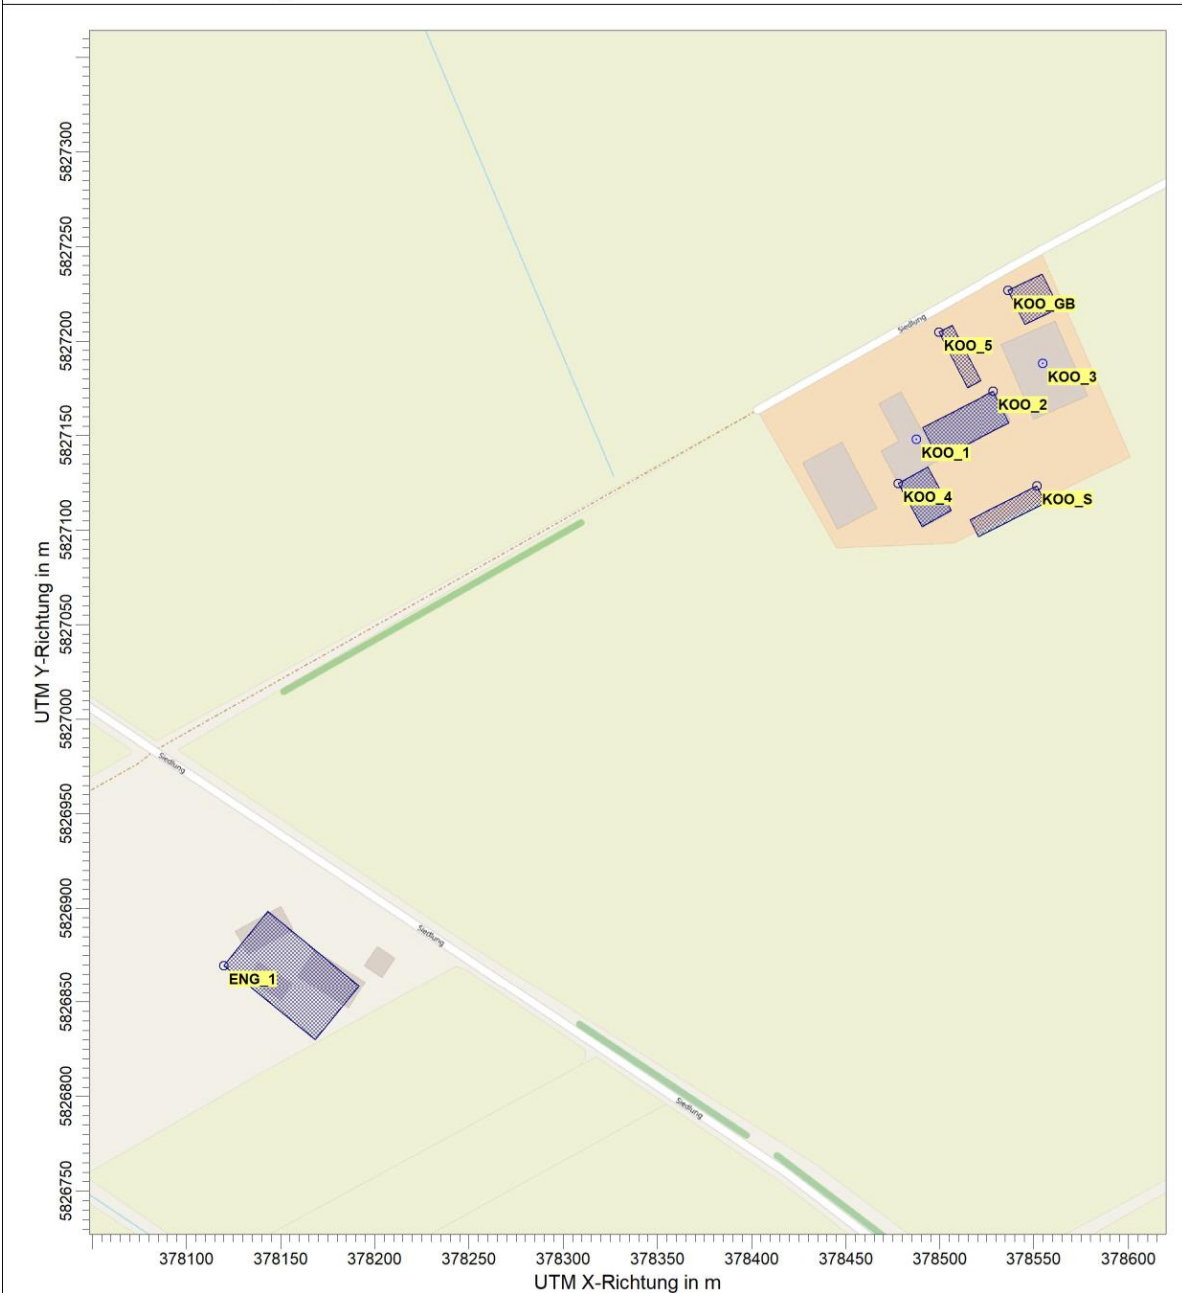 5827300
5827250
5827200
5827150
5827100
5827050
5827000
5826950
5826900
5826850
5826800
5826750
UTM Y-Richtung in m
Siedlung
KOO_GB
KOO_5
KOO_3
KOO_2
KOO_1
KOO_4
KOO_S
Siedlung
Siedlung
ENG_1
Siedlung
378100 378150 378200 378250 378300 378350 378400 378450 378500 378550 378600
UTM X-Richtung in m